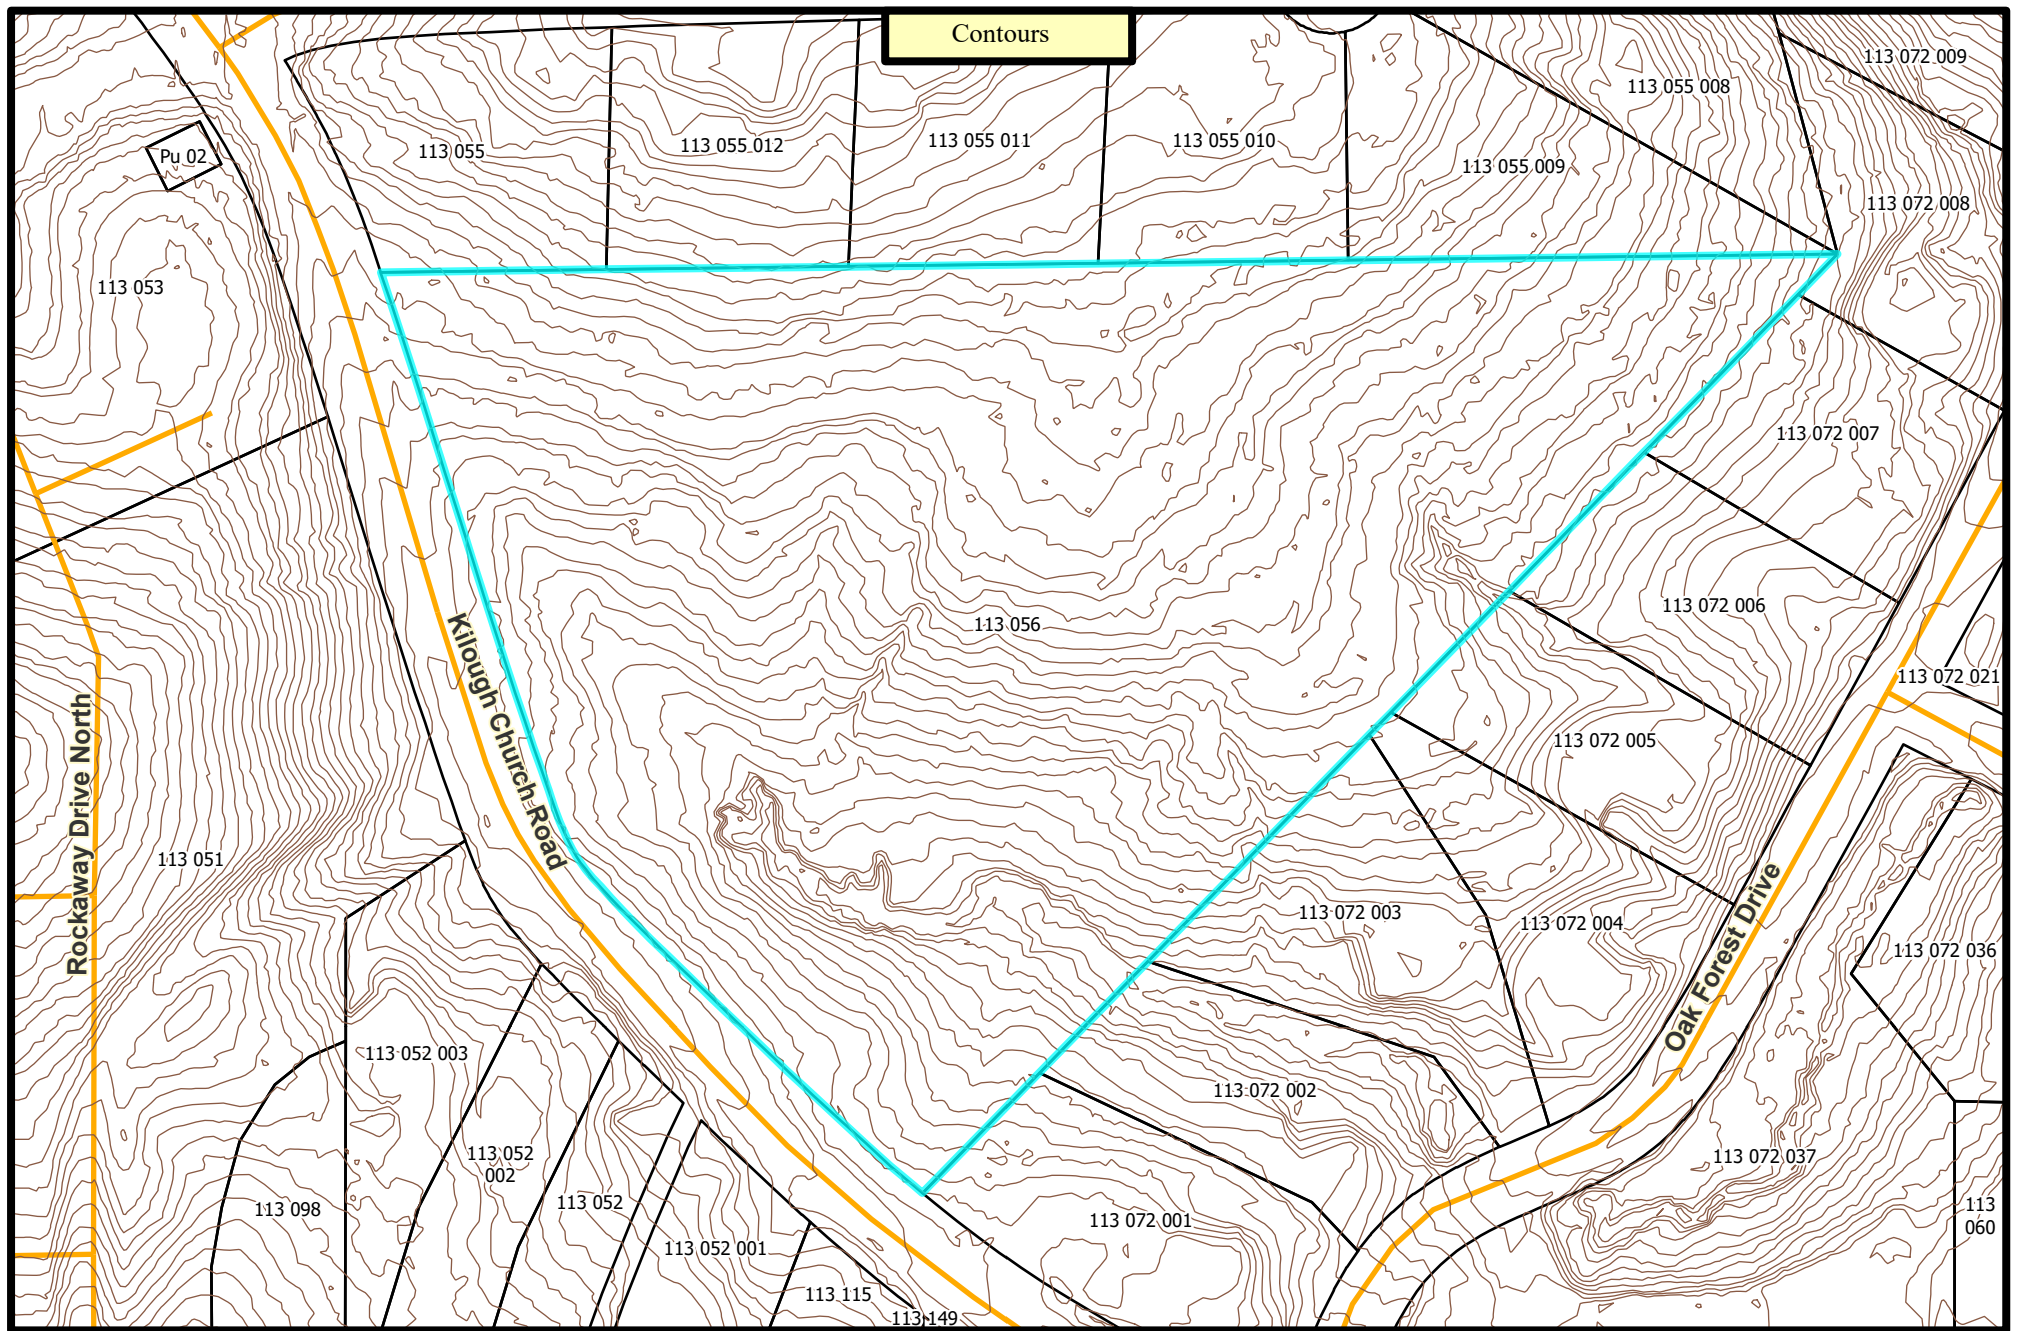 Contours
113 072 009
113 055 008
113 055
113 055 012
113 055 011
113 055 010
Pu 02
113 055 009
113 072 008
113 053
113 072 007
113 072 006
113 056
Kilough Church Road
113 072 021
Rockaway Drive North
113 072 005
113 051
113 072 003
113 072 004
Oak Forest Drive
113 072 036
113 052 003
113 072 002
113 052
002
113 072 037
113 098
113 052
113 072 001
113
060
113 052 001
113 115
113 149